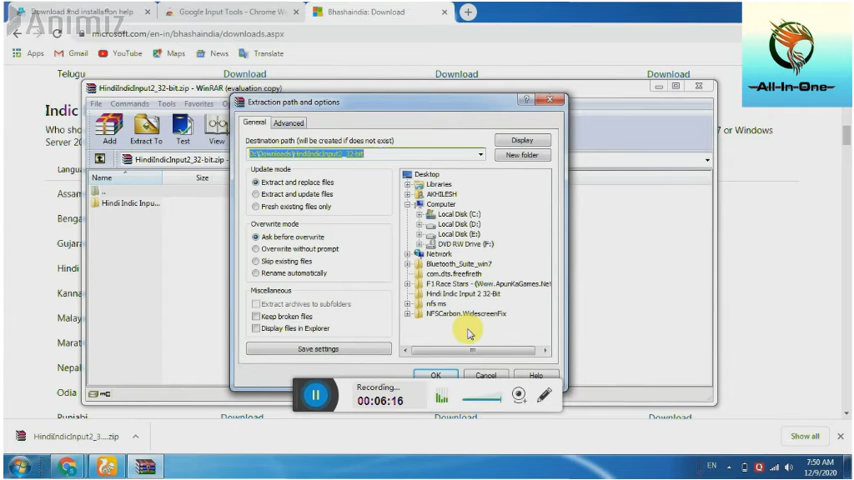 Download and installation help
Google Input Tools - Chrome W
Bhashaindia: Download
Animiz
microsoft.com/en-in/bhashaindia/downloads.aspx
Apps
Gmail
YouTube
Maps
News
Translate
Telugu
Download
Download
Download
All-In-One
HindiIndicInput2_32-bit.zip - WinRAR (evaluation copy)
File Commands Tools Favorites
Add
Extract To
Test
View
HindiIndicInput2_32-bit.zip -
Name
Size
..
Hindi Indic Inpu...
Extraction path and options
General
Advanced
Destination path (will be created if does not exist)
Display
New folder
Update mode
Extract and replace files
Extract and update files
Fresh existing files only
Overwrite mode
Ask before overwrite
Overwrite without prompt
Skip existing files
Rename automatically
Miscellaneous
Extract archives to subfolders
Keep broken files
Display files in Explorer
Save settings
Desktop
Libraries
AKHILESH
Computer
Local Disk (C:)
Local Disk (D:)
Local Disk (E:)
DVD RW Drive (F:)
Network
Bluetooth_Suite_win7
com.dts.freefireth
F1 Race Stars - (Www.ApunKaGames.Net
Hindi Indic Input 2 32-Bit
nfs ms
NFSCarbon.WidescreenFix
OK
Cancel
Help
Indic
Who sho
Server 20
7 or Windows
Langua
Assam
Benga
Gujar
Hindi
Kanna
Malay
Marat
Odia
Punjabi
Download
Download
Download
Recording...
00:06:16
HindiIndicInput2_3....zip
Show all
EN
7:50 AM
12/9/2020